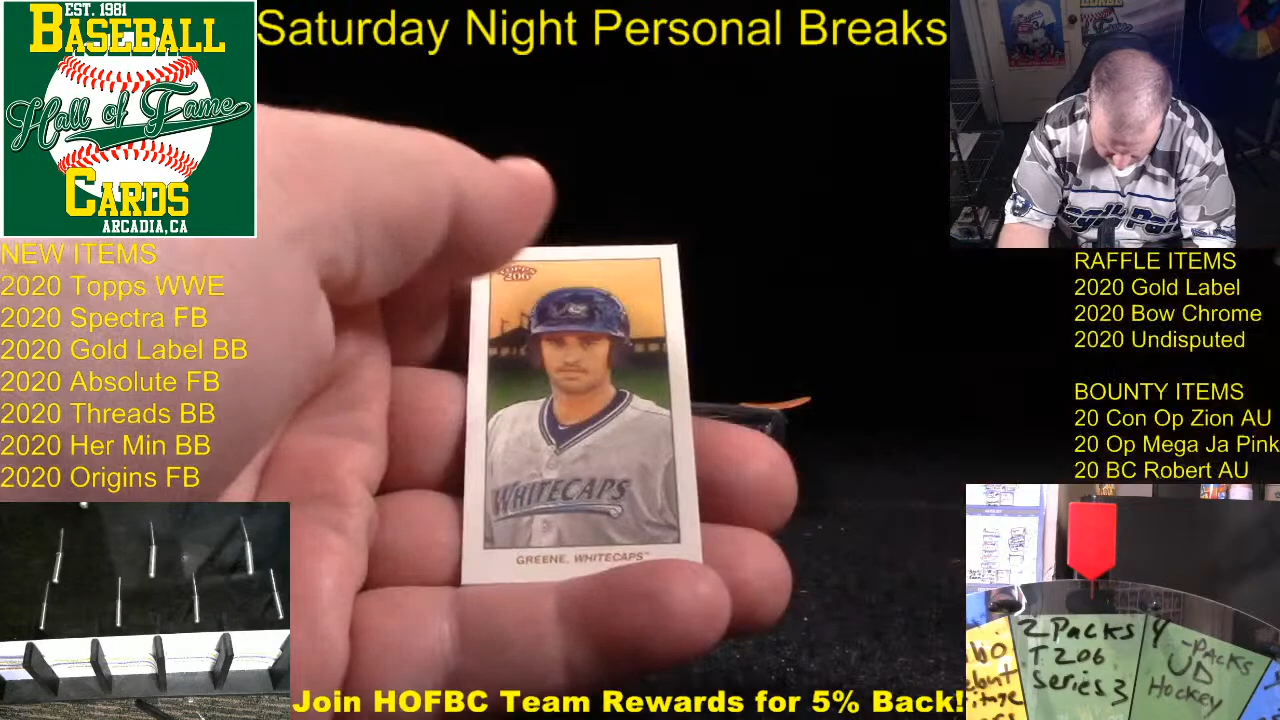 EST. 1981
BASEBALL
Hall of Fame
CARDS
ARCADIA, CA
Saturday Night Personal Breaks
NEW ITEMS
2020 Topps WWE
2020 Spectra FB
2020 Gold Label BB
2020 Absolute FB
2020 Threads BB
2020 Her Min BB
2020 Origins FB
TOPPS
206
WHITECAPS
GREENE, WHITECAPS™
RAFFLE ITEMS
2020 Gold Label
2020 Bow Chrome
2020 Undisputed
BOUNTY ITEMS
20 Con Op Zion AU
20 Op Mega Ja Pink
20 BC Robert AU
2 Packs
T206
Series 3
4
-Packs
UD
Hockey
Join HOFBC Team Rewards for 5% Back!